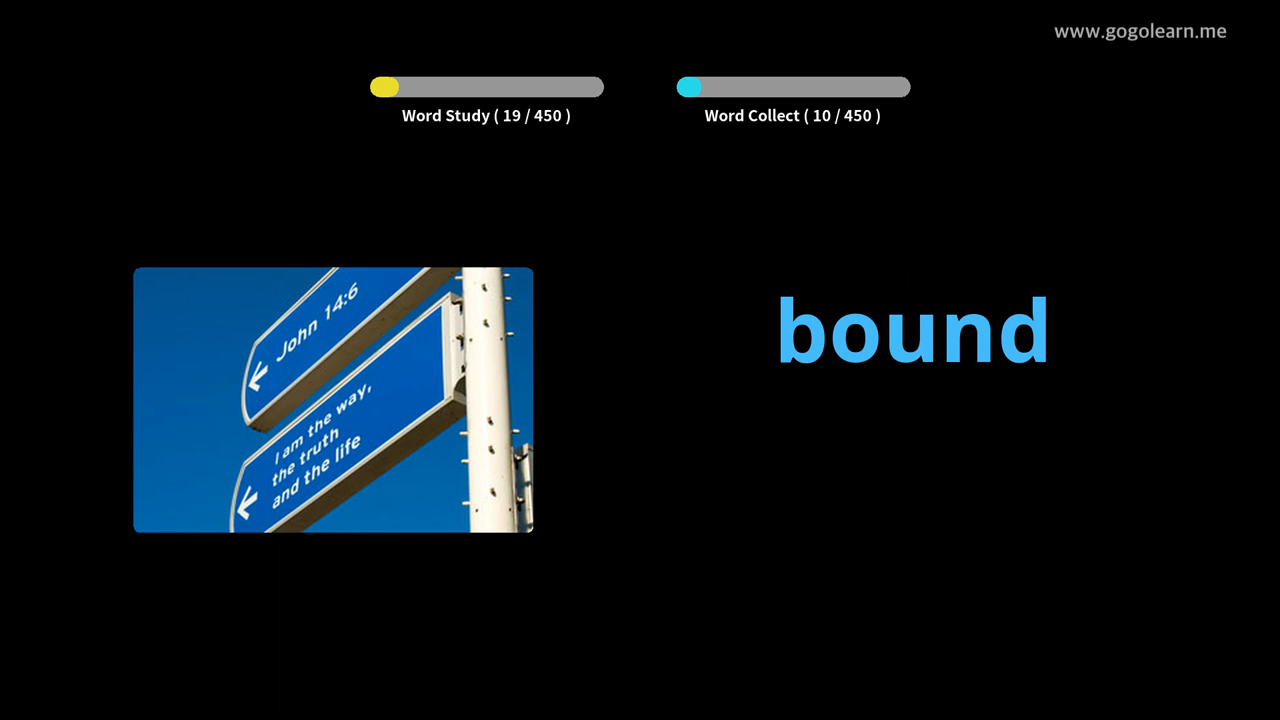 www.gogolearn.me
Word Study ( 19 / 450 )
Word Collect ( 10 / 450 )
John 14:6
I am the way,
the truth
and the life
bound